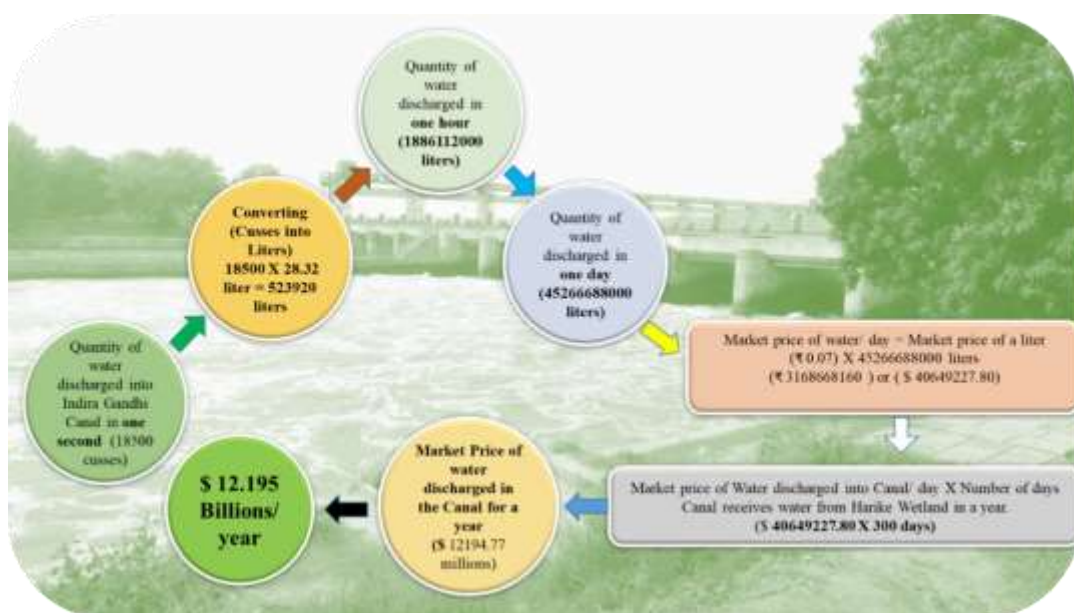 Quantity of
water
discharged into
Indira Gandhi
Canal in one
second (18500
cusses)
Converting
(Cusses into
Liters)
18500 X 28.32
liter = 523920
liters
Quantity of
water
discharged in
one hour
(1886112000
liters)
Quantity of
water
discharged in
one day
(45266688000
liters)
Market price of water/ day = Market price of a liter
(₹ 0.07) X 45266688000 liters
(₹ 3168668160 ) or ( $ 40649227.80)
Market price of Water discharged into Canal/ day X Number of days
Canal receives water from Harike Wetland in a year
($ 40649227.80 X 300 days)
Market Price of
water
discharged in
the Canal for a
year
($ 12194.77
millions)
$ 12.195
Billions/
year